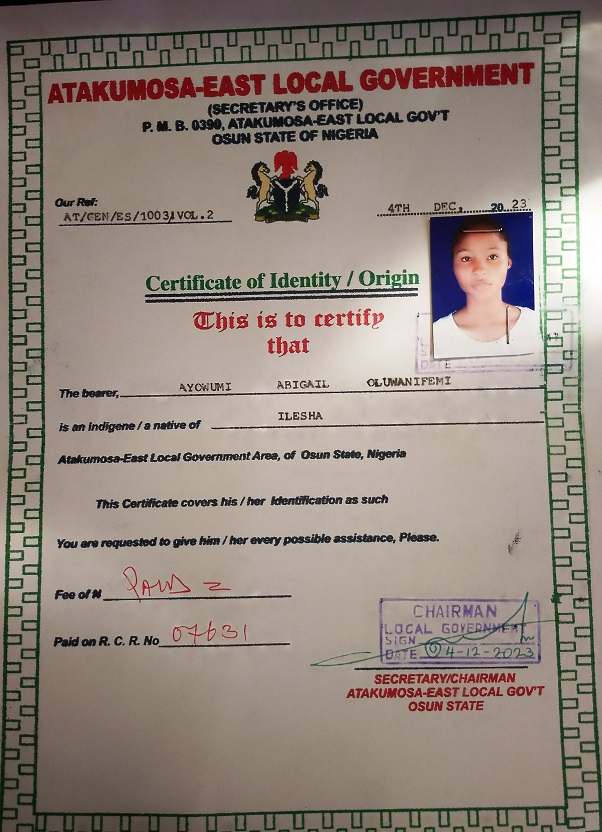 ATAKUMOSA-EAST LOCAL GOVERNMENT
(SECRETARY'S OFFICE)
P. M. B. 0390, ATAKUMOSA-EAST LOCAL GOV'T
OSUN STATE OF NIGERIA
Our Ref: AT/GEN/ES/1003/VOL.2
4TH DEC, 20 23
Certificate of Identity / Origin
This is to certify
that
DATE
The bearer, AYOWUMI ABIGAIL OLUWANIFEMI
is an indigene / a native of ILESHA
Atakumosa-East Local Government Area, of Osun State, Nigeria
This Certificate covers his / her Identification as such
You are requested to give him / her every possible assistance, Please.
Fee of ₦ PAID =
Paid on R. C. R. No 07631
CHAIRMAN
LOCAL GOVERNMENT
SIGN
DATE 04-12-2023
SECRETARY/CHAIRMAN
ATAKUMOSA-EAST LOCAL GOV'T
OSUN STATE